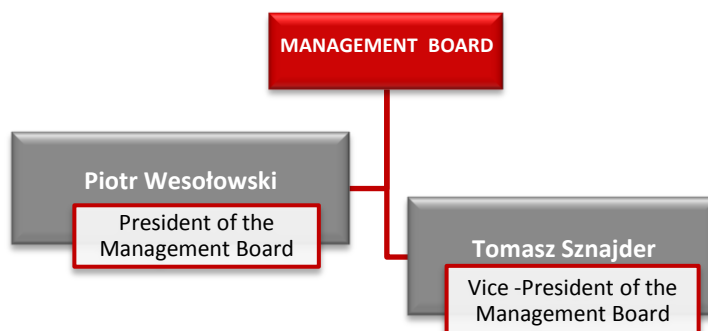 MANAGEMENT BOARD
Piotr Wesołowski
President of the
Management Board
Tomasz Sznajder
Vice -President of the
Management Board